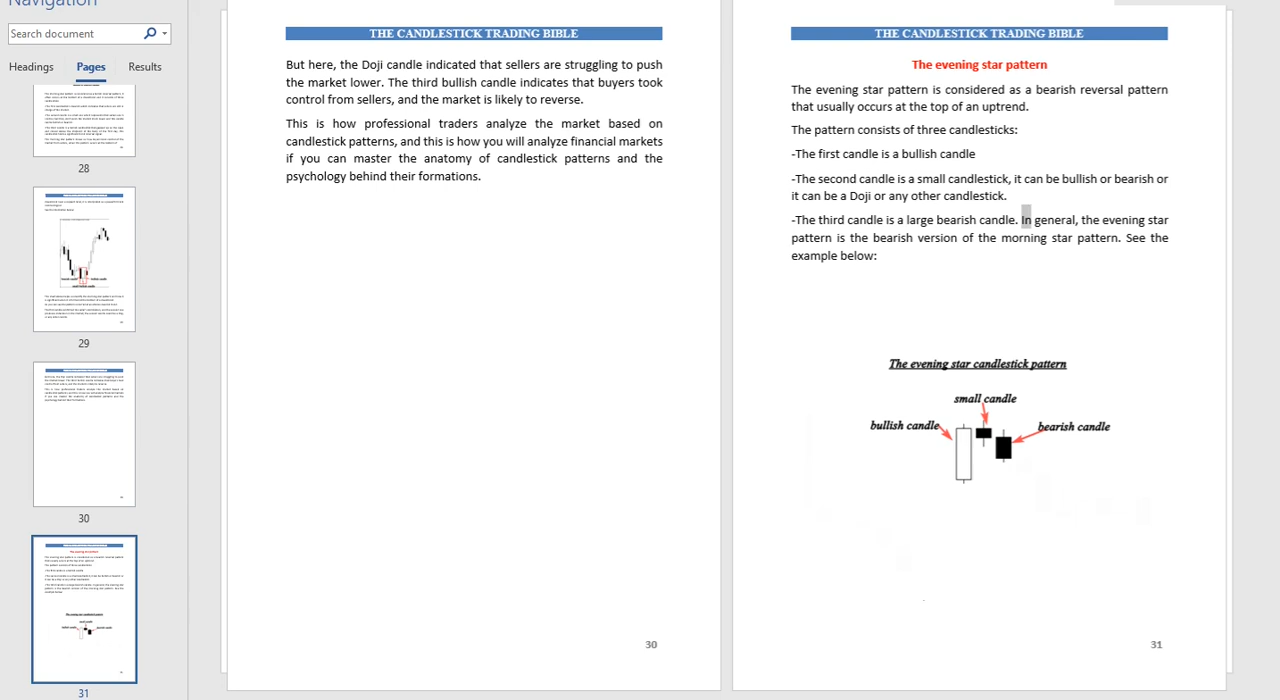 Navigation
Search document
Headings
Pages
Results
28
29
30
31
THE CANDLESTICK TRADING BIBLE
But here, the Doji candle indicated that sellers are struggling to push
the market lower. The third bullish candle indicates that buyers took
control from sellers, and the market is likely to reverse.
This is how professional traders analyze the market based on
candlestick patterns, and this is how you will analyze financial markets
if you can master the anatomy of candlestick patterns and the
psychology behind their formations.
30
THE CANDLESTICK TRADING BIBLE
The evening star pattern
The evening star pattern is considered as a bearish reversal pattern
that usually occurs at the top of an uptrend.
The pattern consists of three candlesticks:
-The first candle is a bullish candle
-The second candle is a small candlestick, it can be bullish or bearish or
it can be a Doji or any other candlestick.
-The third candle is a large bearish candle. In general, the evening star
pattern is the bearish version of the morning star pattern. See the
example below:
The evening star candlestick pattern
small candle
bullish candle
bearish candle
31